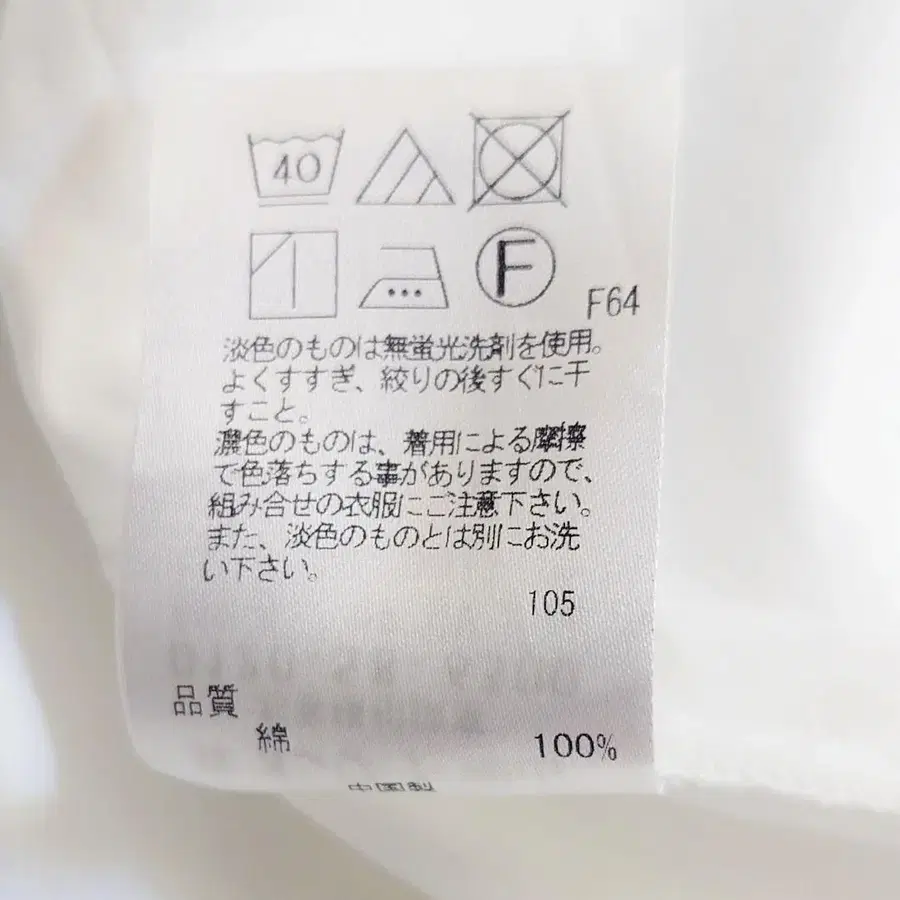 40
F
F64
淡色のものは無蛍光洗剤を使用。
よくすすぎ、絞りの後すぐに干
すこと。
濃色のものは、着用による摩擦
で色落ちする事がありますので、
組み合せの衣服にご注意下さい。
また、淡色のものとは別にお洗
い下さい。
105
品質
綿 100%
中国製